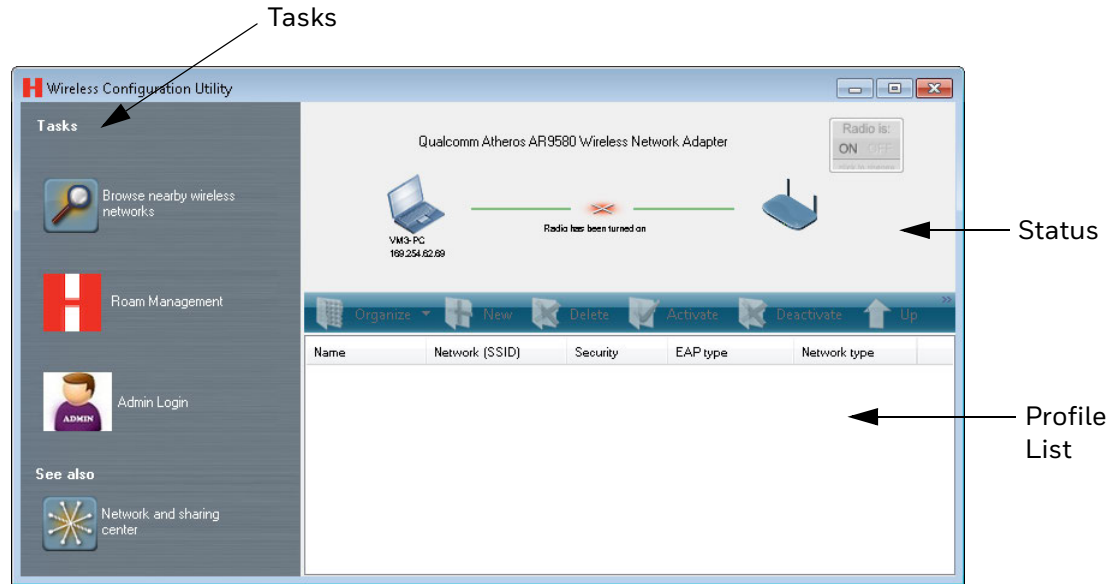 Tasks
Wireless Configuration Utility
Tasks
Browse nearby wireless
networks
Roam Management
ADMIN
Admin Login
See also
Network and sharing
center
Qualcomm Atheros AR9580 Wireless Network Adapter
Radio is:
ON OFF
VM3-PC
169.254.62.69
Radio has been turned on
Status
Organize New Delete Activate Deactivate Up »
Name Network (SSID) Security EAP type Network type
Profile
List